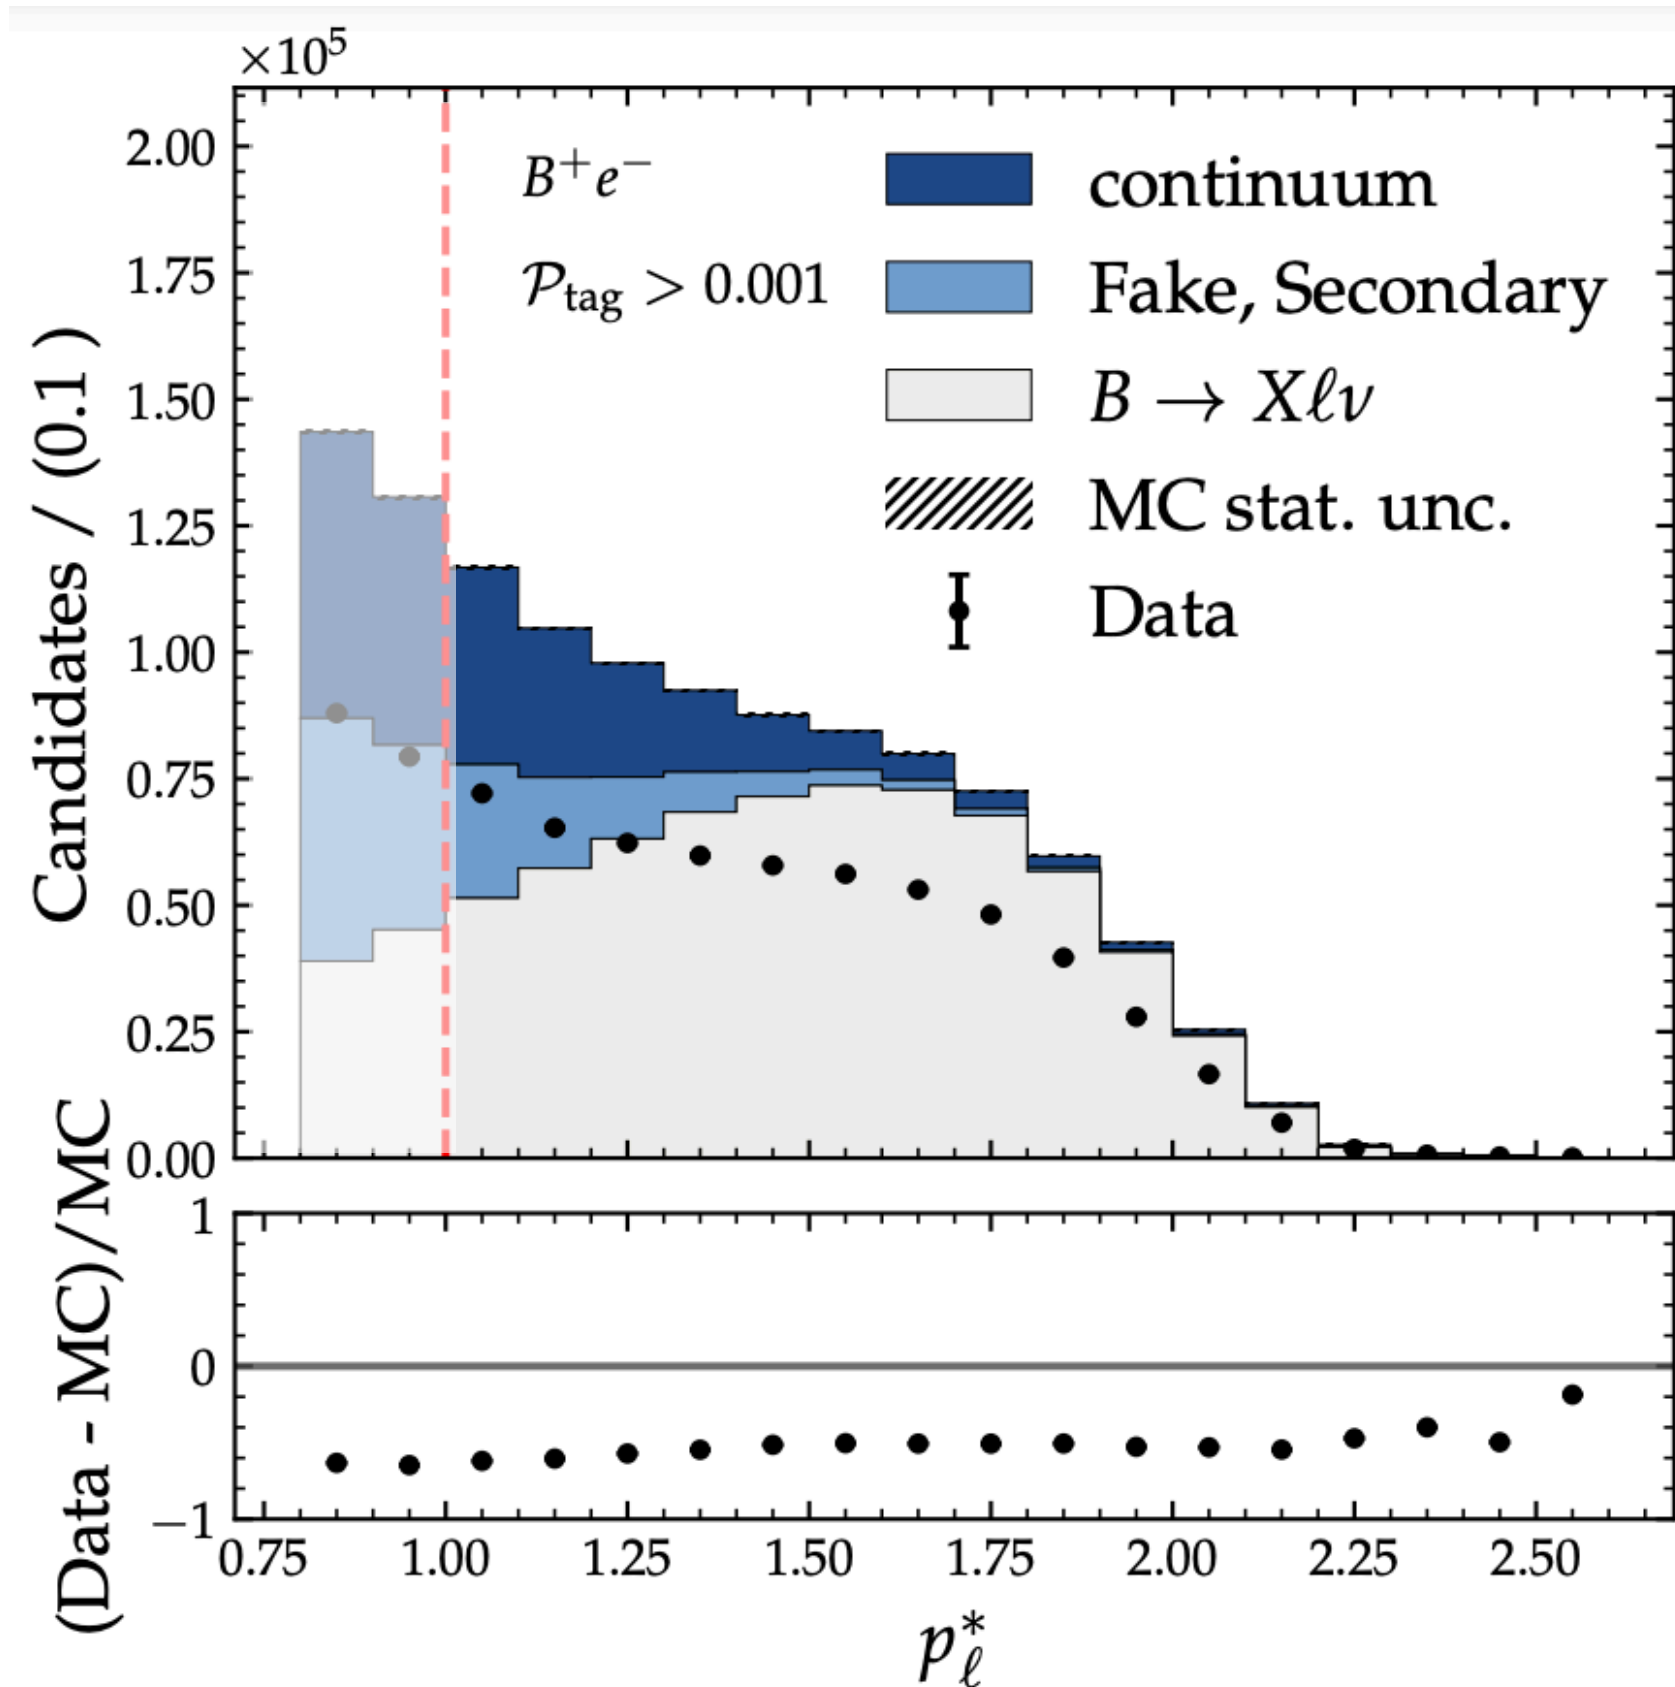 ×10⁵
Candidates / (0.1 )
2.00
1.75
1.50
1.25
1.00
0.75
0.50
0.25
0.00
B⁺e⁻
𝒫_tag > 0.001
continuum
Fake, Secondary
B → Xℓν
MC stat. unc.
Data
(Data - MC)/MC
1
0
−1
0.75 1.00 1.25 1.50 1.75 2.00 2.25 2.50
p*_ℓ